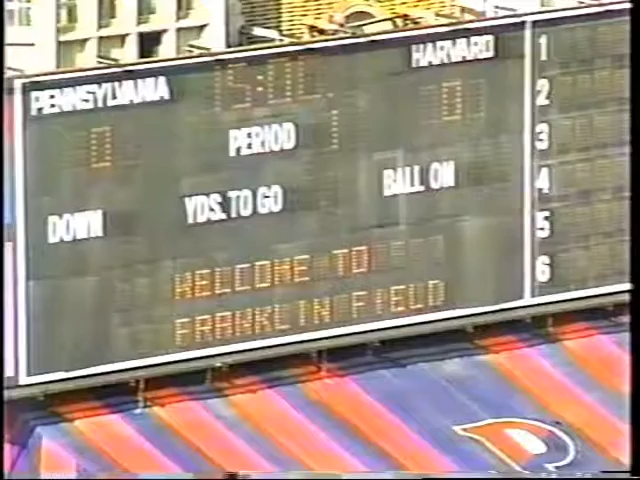 PENNSYLVANIA 15:00 HARVARD
0 PERIOD 1 0
DOWN YDS. TO GO BALL ON
WELCOME TO
FRANKLIN FIELD
1
2
3
4
5
6